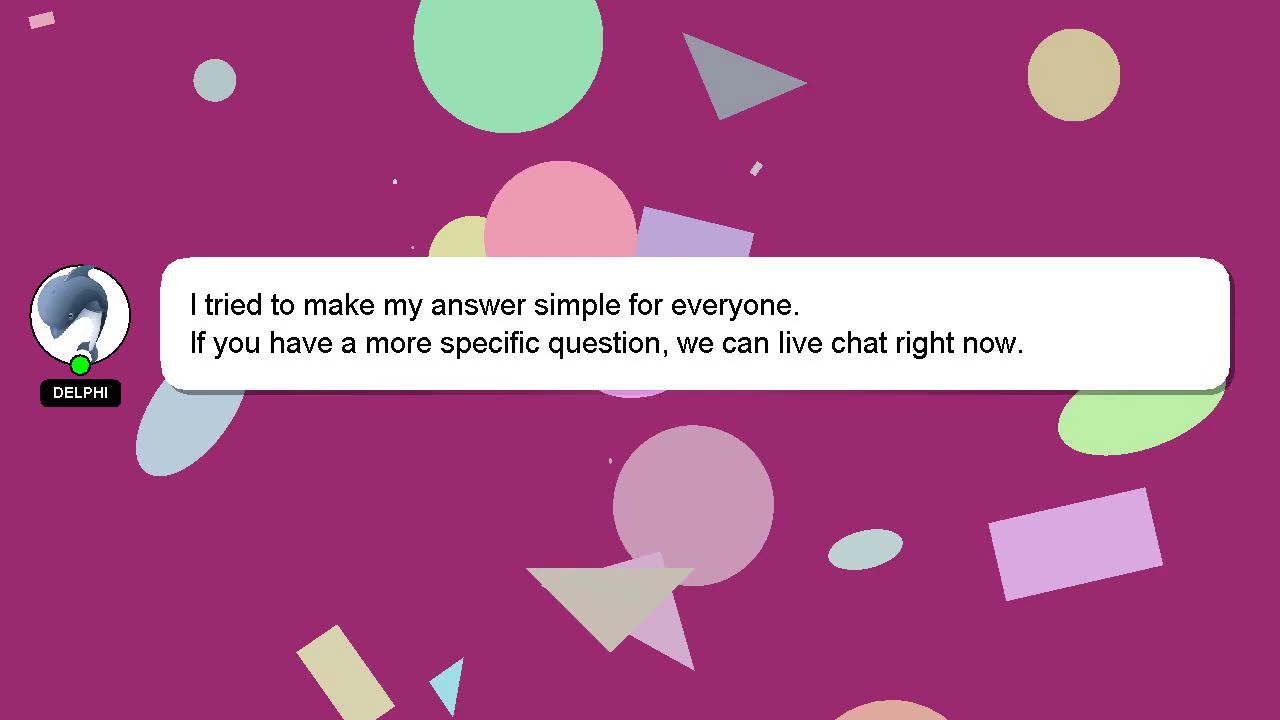 I tried to make my answer simple for everyone.
If you have a more specific question, we can live chat right now.
DELPHI